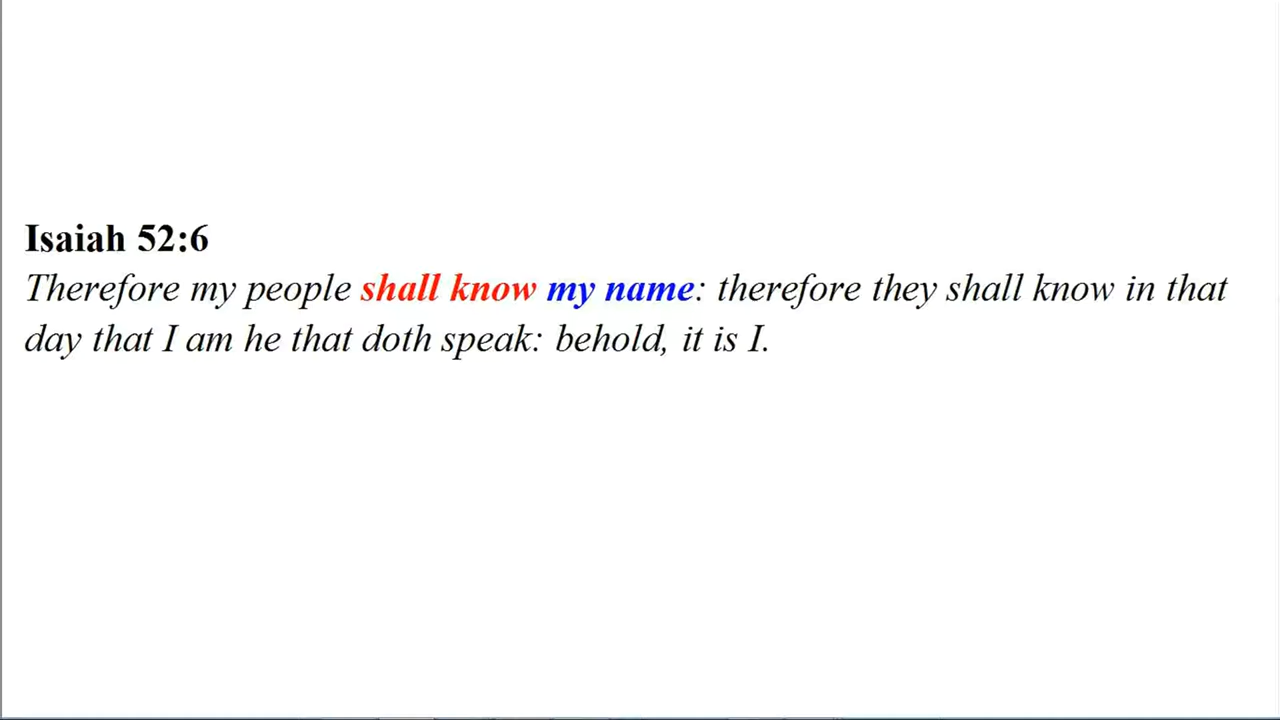 Isaiah 52:6
Therefore my people shall know my name: therefore they shall know in that
day that I am he that doth speak: behold, it is I.